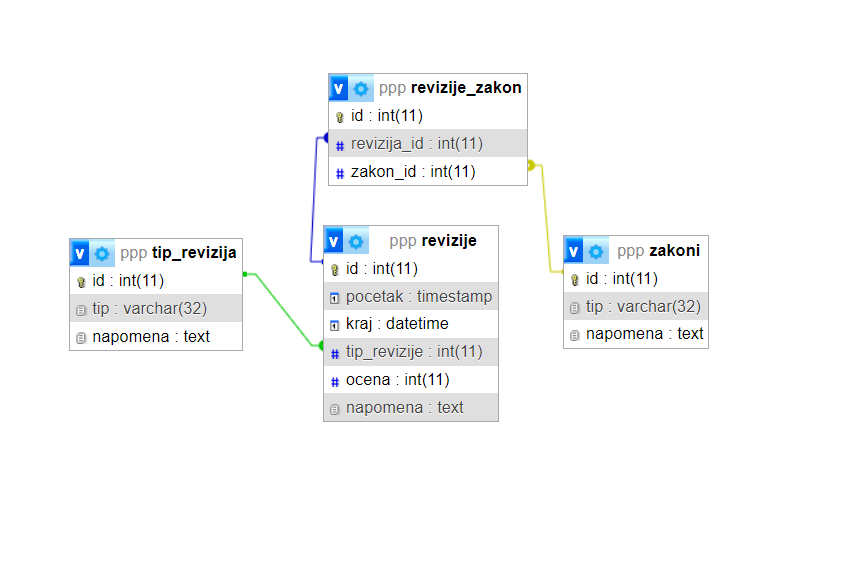 v ppp revizije_zakon
id : int(11)
# revizija_id : int(11)
# zakon_id : int(11)
v ppp tip_revizija
id : int(11)
tip : varchar(32)
napomena : text
v ppp revizije
id : int(11)
1 pocetak : timestamp
1 kraj : datetime
# tip_revizije : int(11)
# ocena : int(11)
napomena : text
v ppp zakoni
id : int(11)
tip : varchar(32)
napomena : text